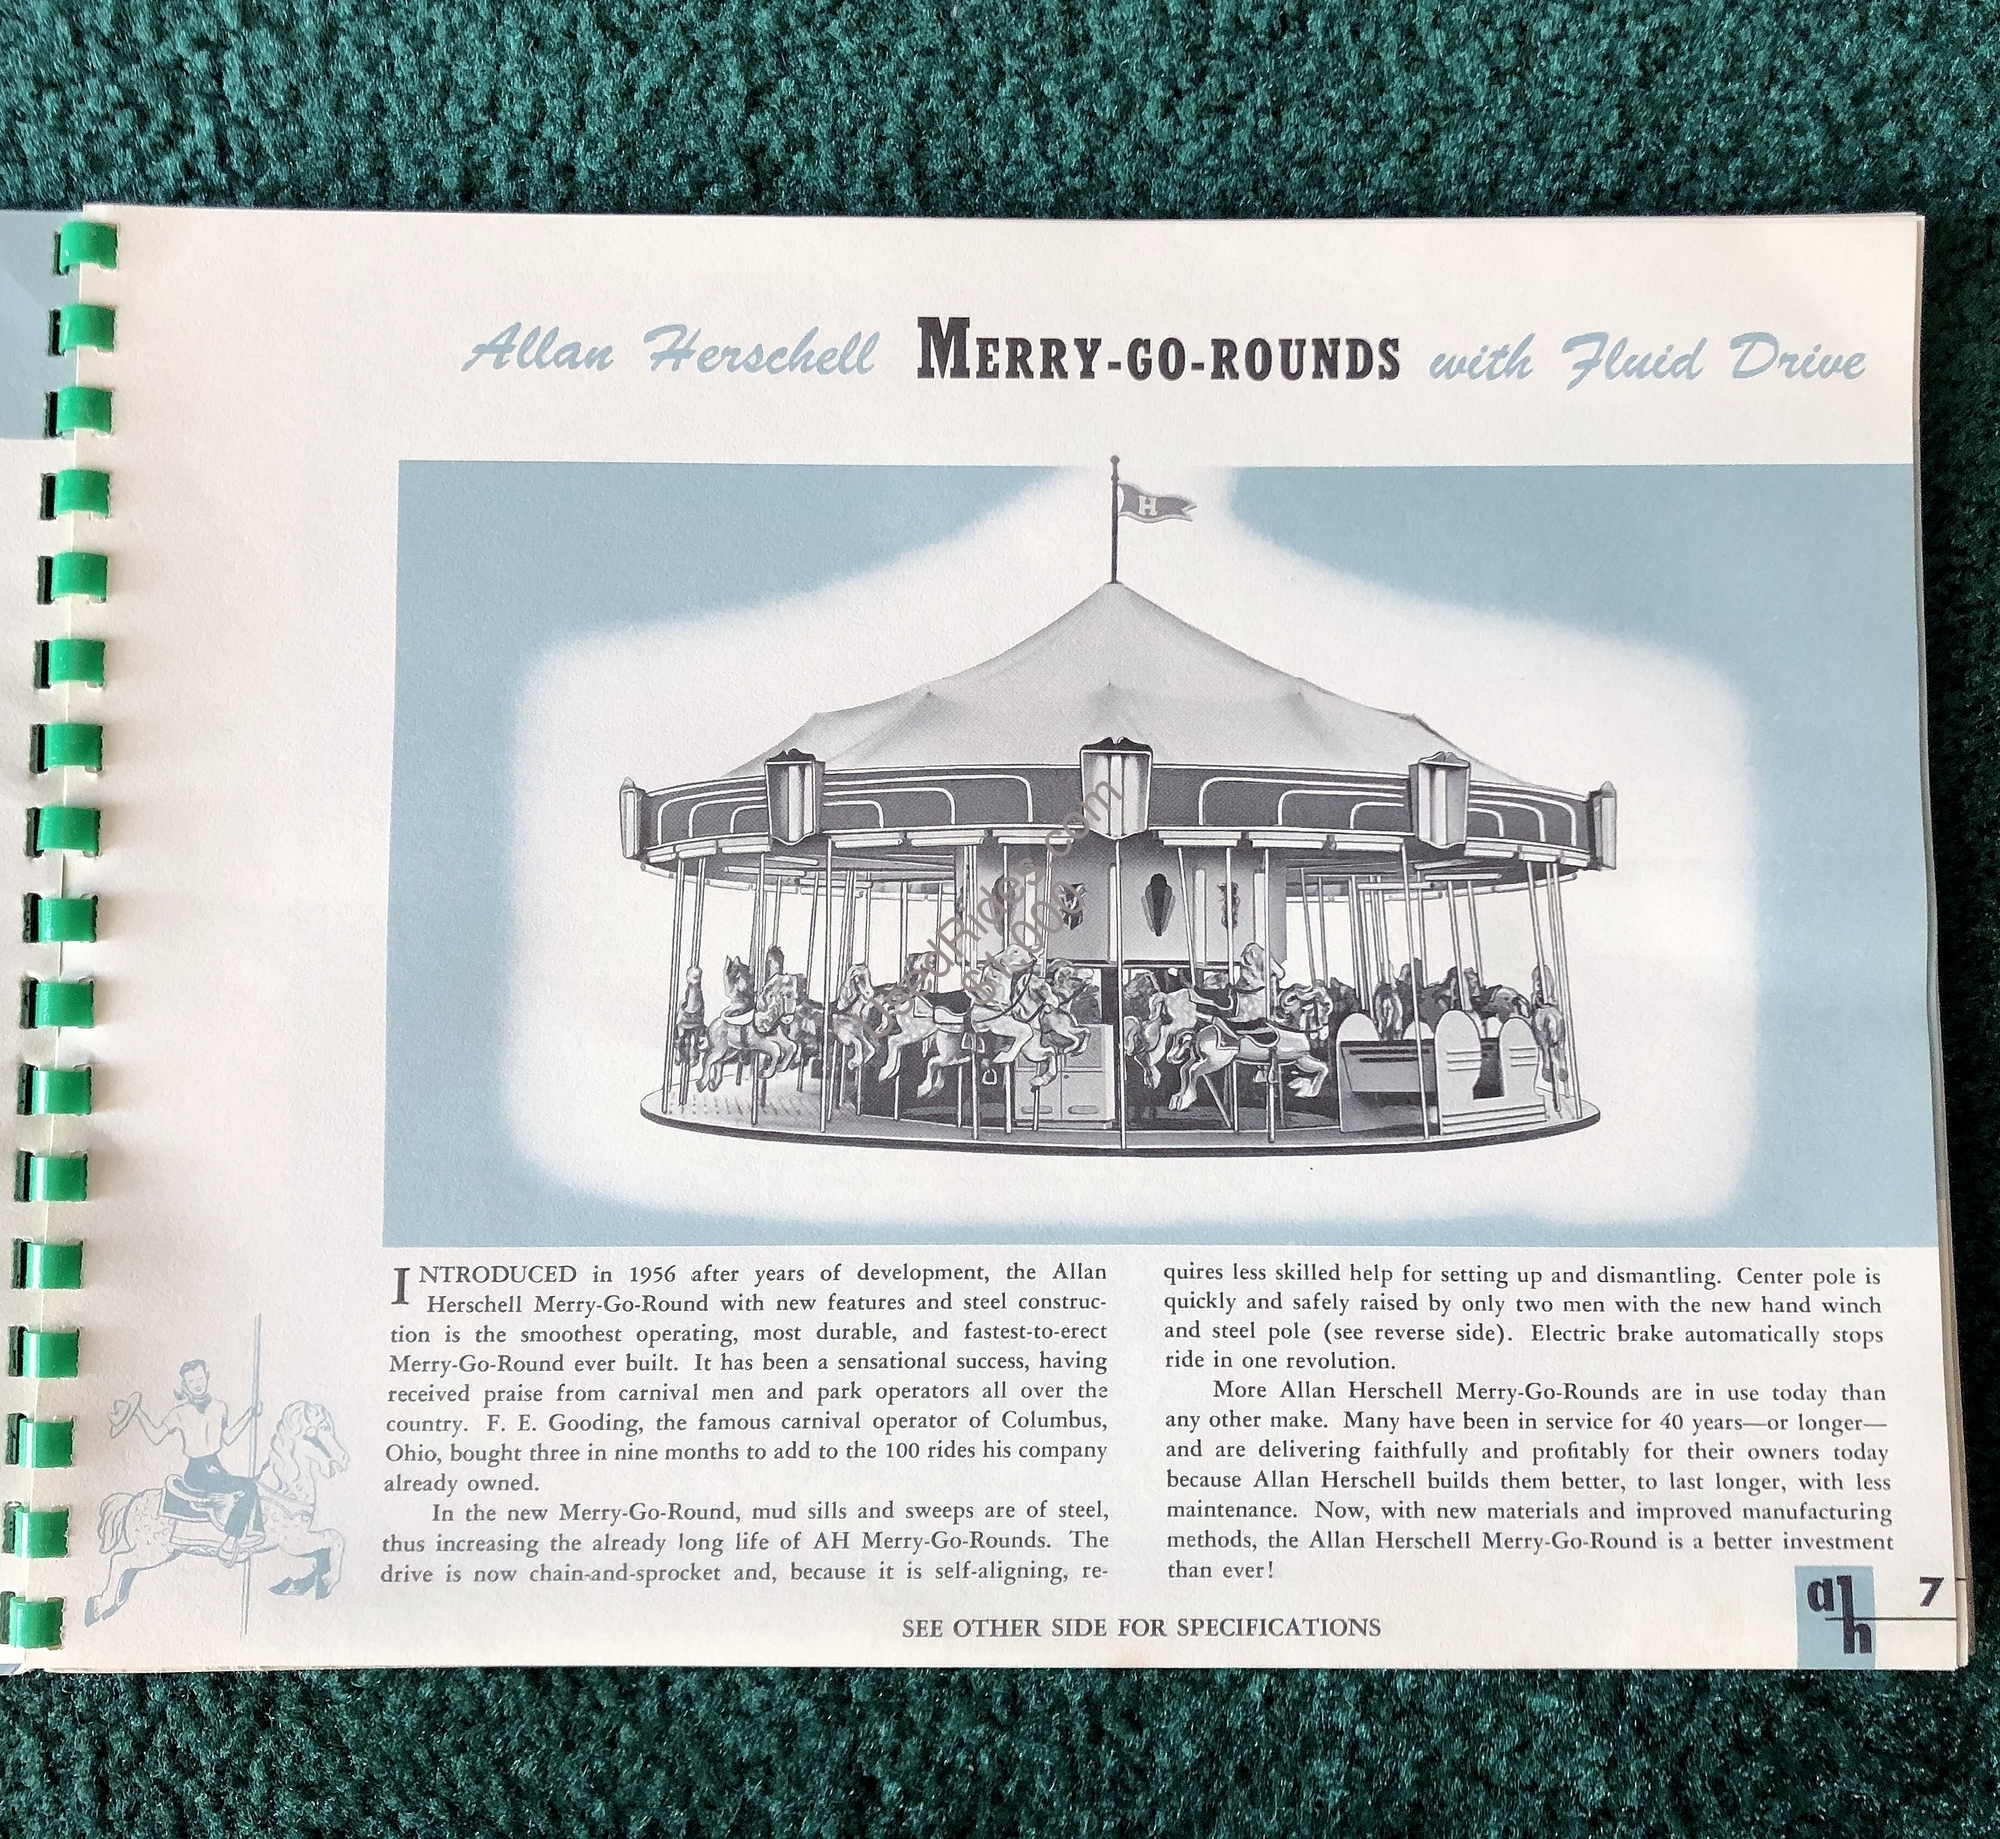 Allan Herschell MERRY-GO-ROUNDS with Fluid Drive
H
UsedRides.com
$1,000
INTRODUCED in 1956 after years of development, the Allan
Herschell Merry-Go-Round with new features and steel construc-
tion is the smoothest operating, most durable, and fastest-to-erect
Merry-Go-Round ever built. It has been a sensational success, having
received praise from carnival men and park operators all over the
country. F. E. Gooding, the famous carnival operator of Columbus,
Ohio, bought three in nine months to add to the 100 rides his company
already owned.
In the new Merry-Go-Round, mud sills and sweeps are of steel,
thus increasing the already long life of AH Merry-Go-Rounds. The
drive is now chain-and-sprocket and, because it is self-aligning, re-
quires less skilled help for setting up and dismantling. Center pole is
quickly and safely raised by only two men with the new hand winch
and steel pole (see reverse side). Electric brake automatically stops
ride in one revolution.
More Allan Herschell Merry-Go-Rounds are in use today than
any other make. Many have been in service for 40 years—or longer—
and are delivering faithfully and profitably for their owners today
because Allan Herschell builds them better, to last longer, with less
maintenance. Now, with new materials and improved manufacturing
methods, the Allan Herschell Merry-Go-Round is a better investment
than ever!
SEE OTHER SIDE FOR SPECIFICATIONS
ah
7